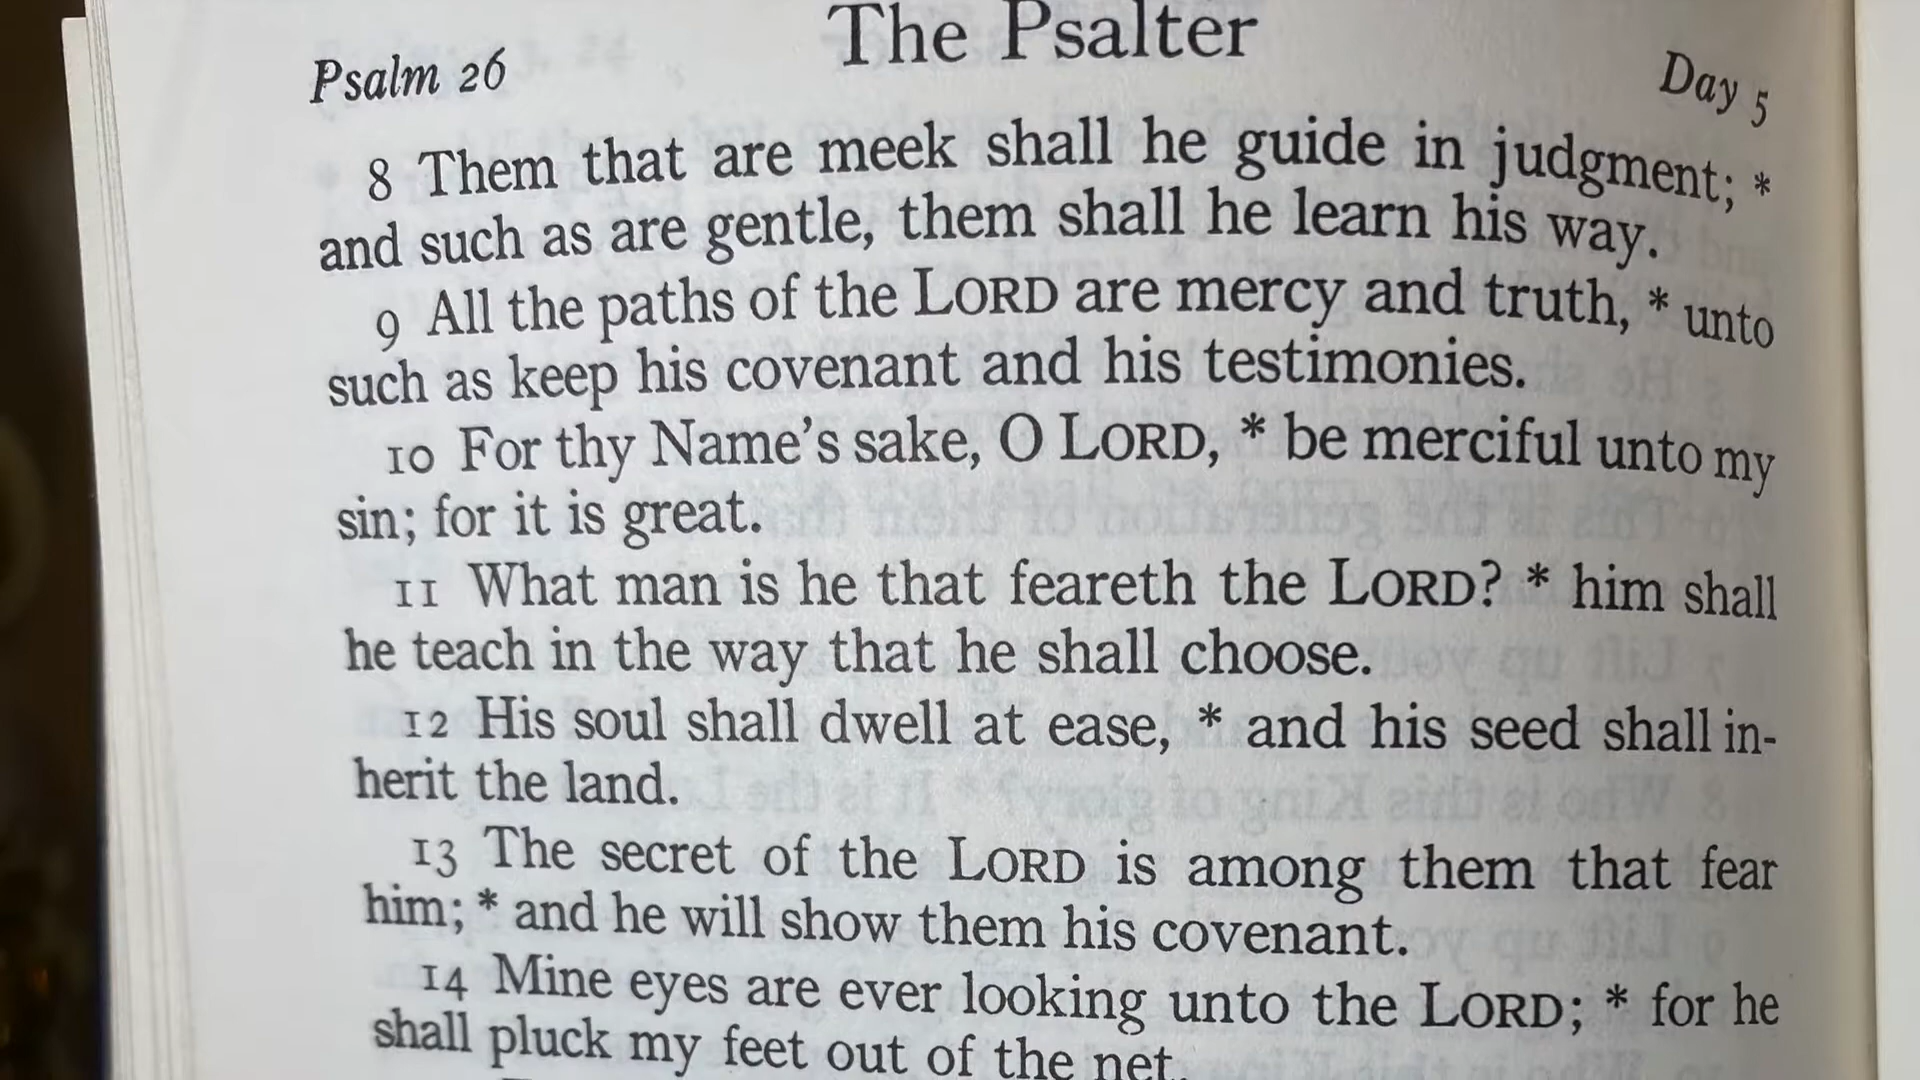 The Psalter
Psalm 26
Day 5
8 Them that are meek shall he guide in judgment; *
and such as are gentle, them shall he learn his way.
9 All the paths of the LORD are mercy and truth, * unto
such as keep his covenant and his testimonies.
10 For thy Name’s sake, O LORD, * be merciful unto my
sin; for it is great.
11 What man is he that feareth the LORD? * him shall
he teach in the way that he shall choose.
12 His soul shall dwell at ease, * and his seed shall in-
herit the land.
13 The secret of the LORD is among them that fear
him; * and he will show them his covenant.
14 Mine eyes are ever looking unto the LORD; * for he
shall pluck my feet out of the net.